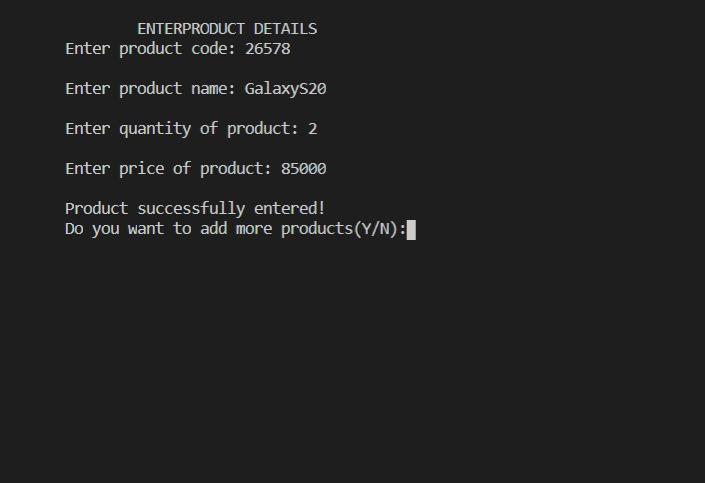 ENTERPRODUCT DETAILS
Enter product code: 26578
Enter product name: GalaxyS20
Enter quantity of product: 2
Enter price of product: 85000
Product successfully entered!
Do you want to add more products(Y/N):